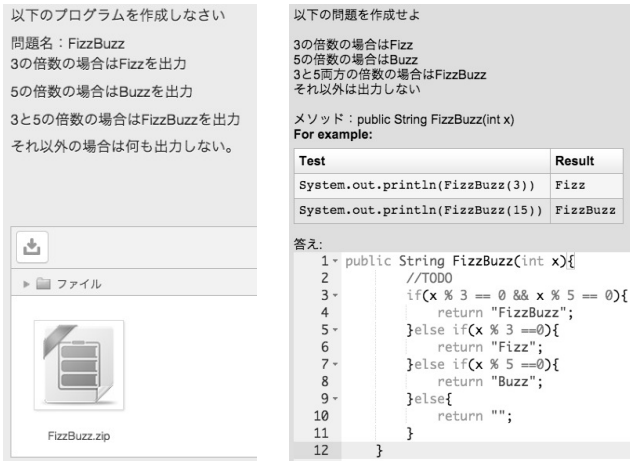 以下のプログラムを作成しなさい
問題名：FizzBuzz
3の倍数の場合はFizzを出力
5の倍数の場合はBuzzを出力
3と5の倍数の場合はFizzBuzzを出力
それ以外の場合は何も出力しない。
ファイル
FizzBuzz.zip
以下の問題を作成せよ
3の倍数の場合はFizz
5の倍数の場合はBuzz
3と5両方の倍数の場合はFizzBuzz
それ以外は出力しない
メソッド：public String FizzBuzz(int x)
For example:
Test Result
System.out.println(FizzBuzz(3)) Fizz
System.out.println(FizzBuzz(15)) FizzBuzz
答え:
1 public String FizzBuzz(int x){
2 //TODO
3 if(x % 3 == 0 && x % 5 == 0){
4 return "FizzBuzz";
5 }else if(x % 3 ==0){
6 return "Fizz";
7 }else if(x % 5 ==0){
8 return "Buzz";
9 }else{
10 return "";
11 }
12 }